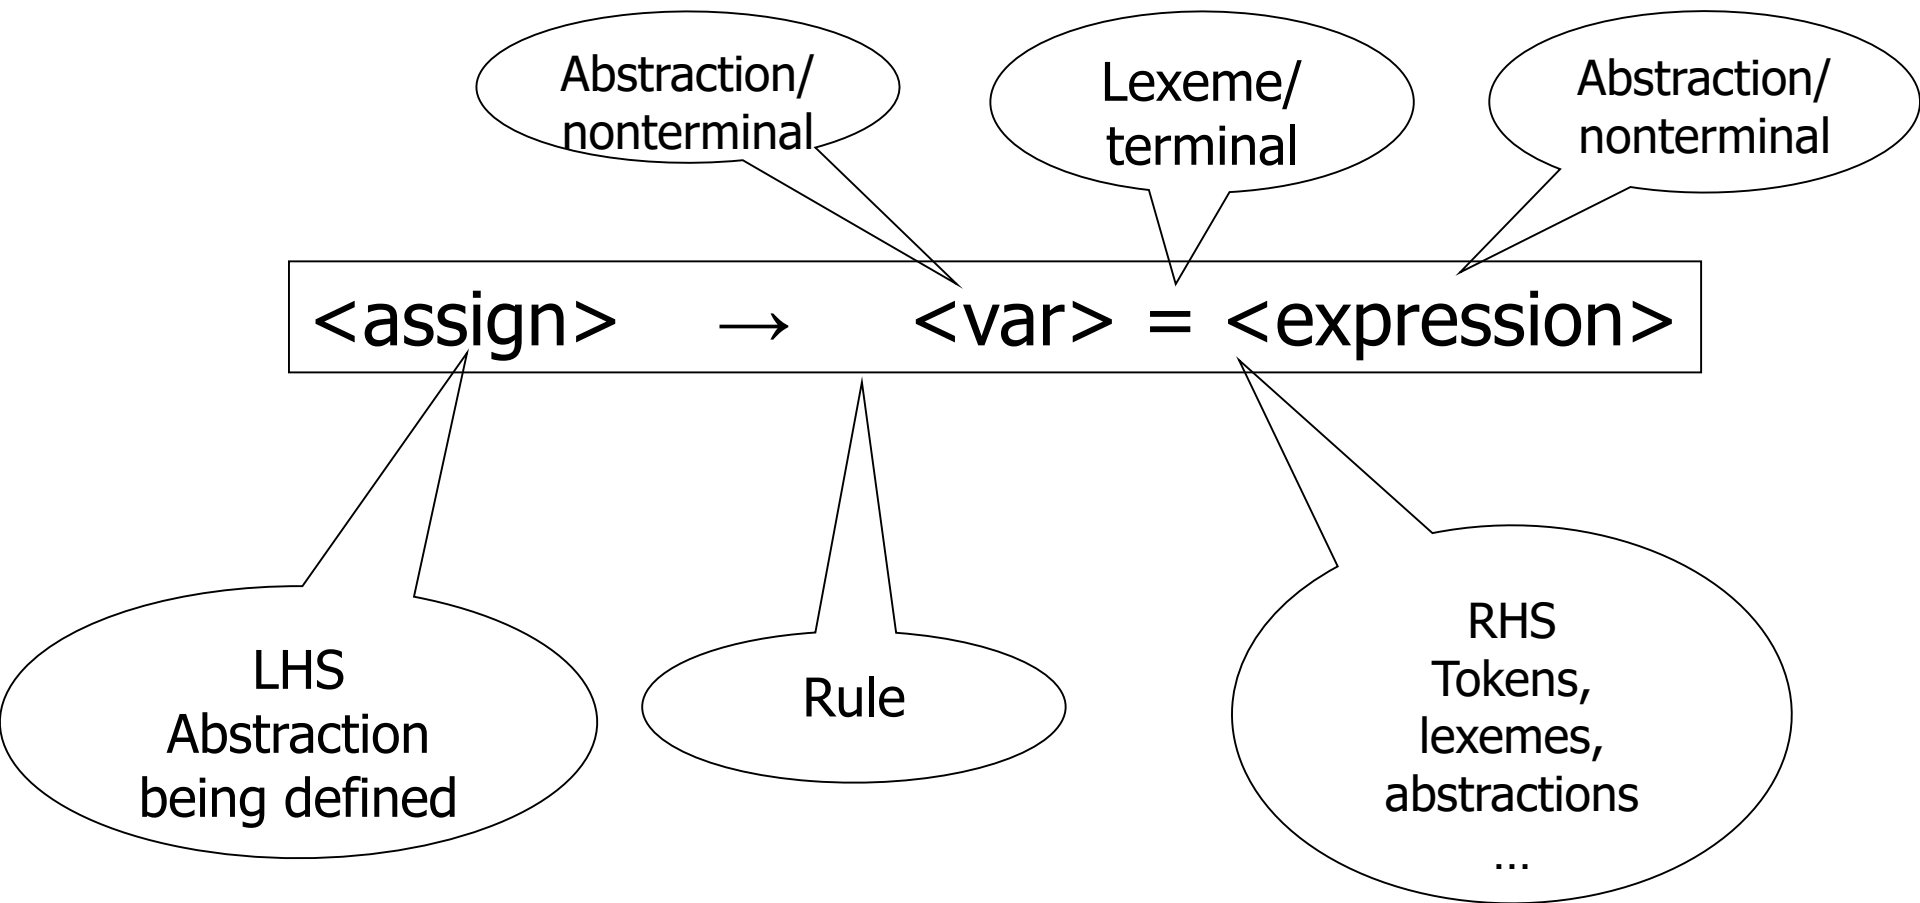 Abstraction/
nonterminal
Lexeme/
terminal
Abstraction/
nonterminal
<assign> → <var> = <expression>
LHS
Abstraction
being defined
Rule
RHS
Tokens,
lexemes,
abstractions
…